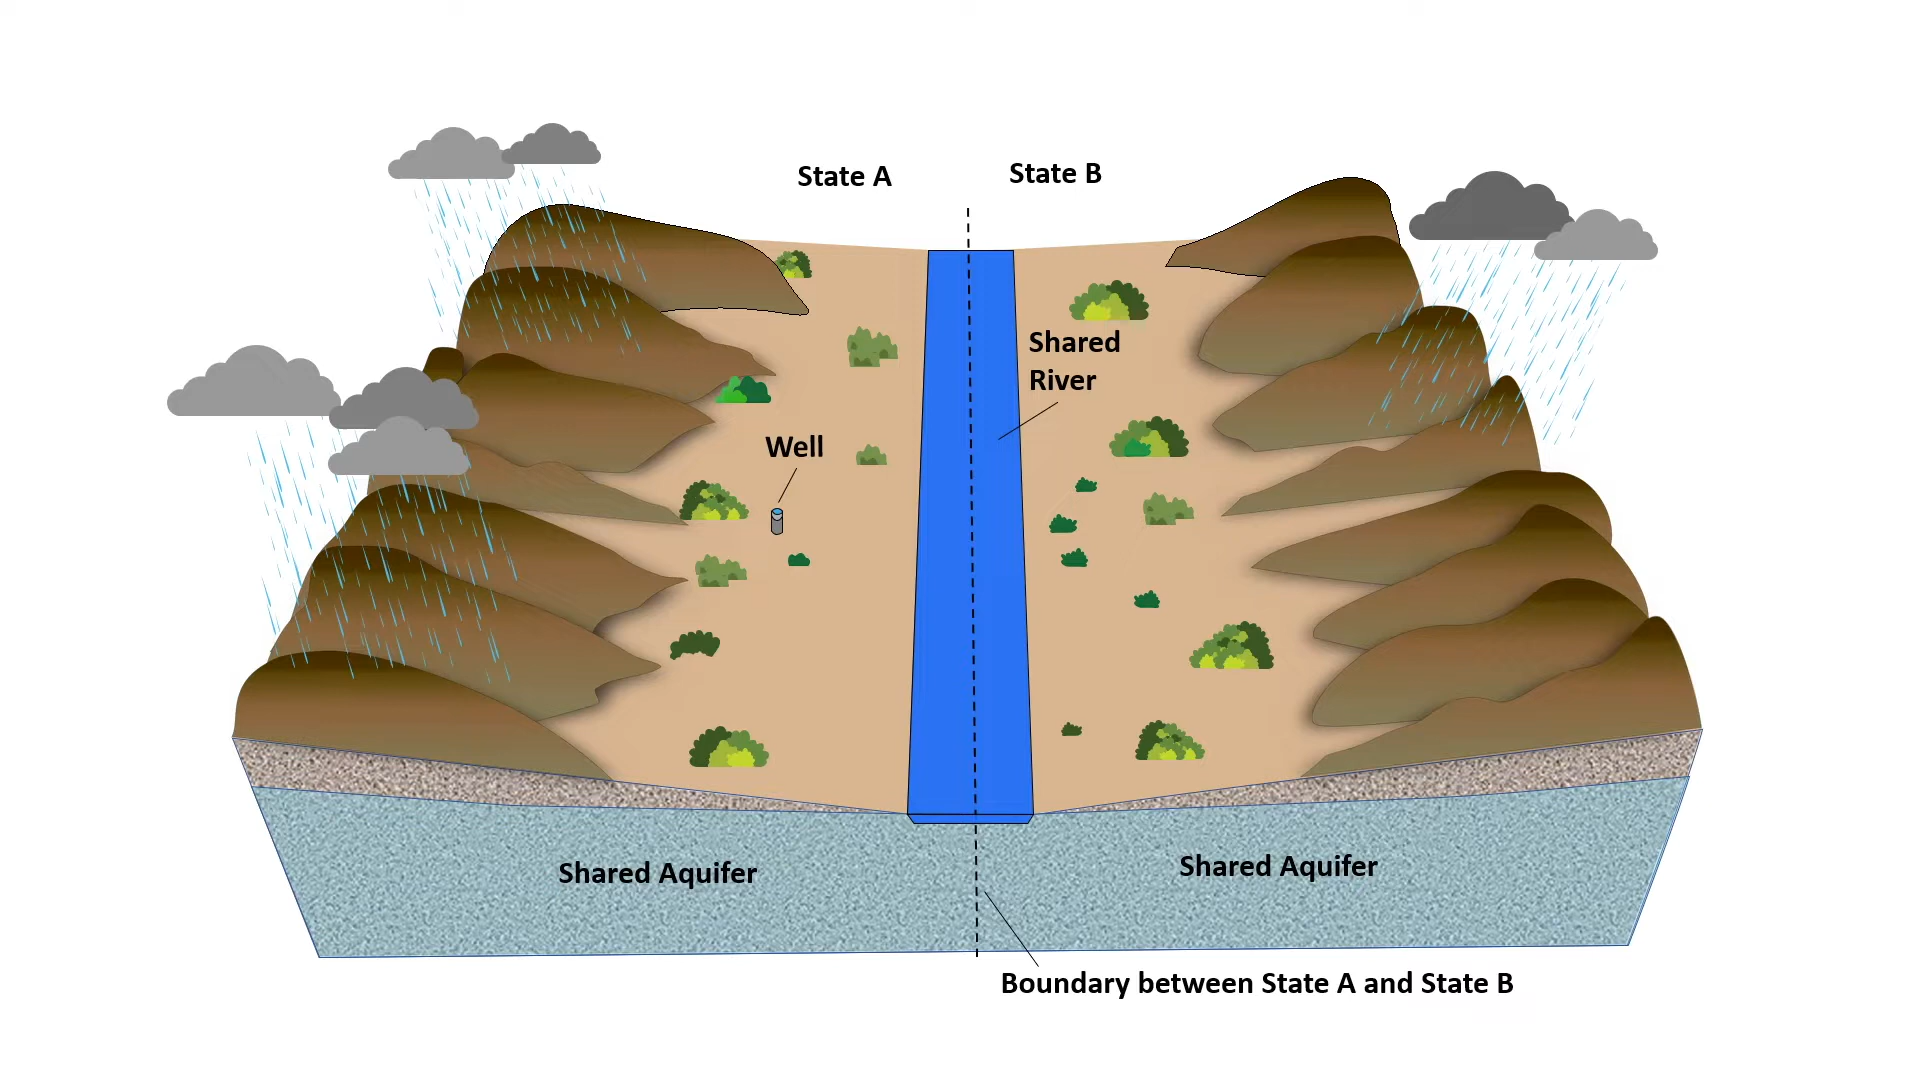 State A
State B
Shared
River
Well
Shared Aquifer
Shared Aquifer
Boundary between State A and State B